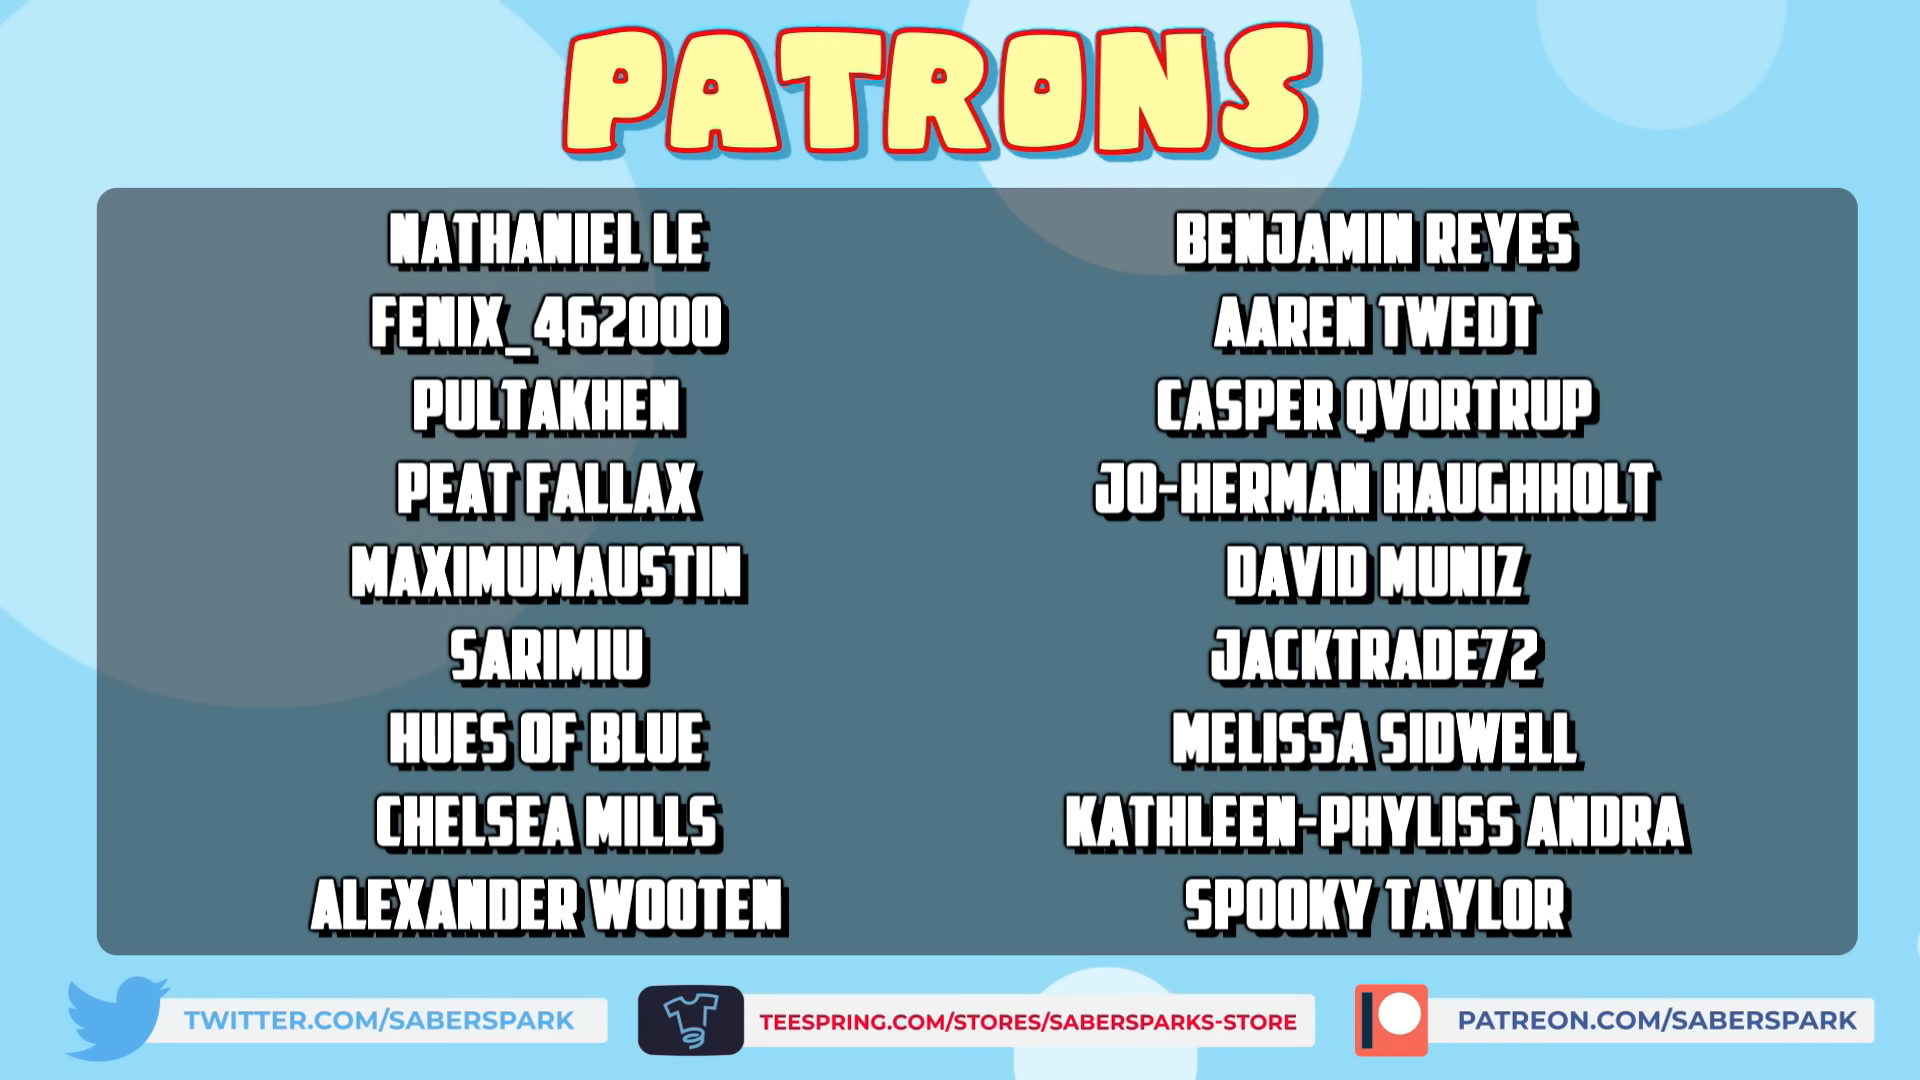 PATRONS
NATHANIEL LE
FENIX_462000
PULTAKHEN
PEAT FALLAX
MAXIMUMAUSTIN
SARIMIU
HUES OF BLUE
CHELSEA MILLS
ALEXANDER WOOTEN
BENJAMIN REYES
AAREN TWEDT
CASPER QVORTRUP
JO-HERMAN HAUGHHOLT
DAVID MUNIZ
JACKTRADE72
MELISSA SIDWELL
KATHLEEN-PHYLISS ANDRA
SPOOKY TAYLOR
TWITTER.COM/SABERSPARK
TEESPRING.COM/STORES/SABERSPARKS-STORE
PATREON.COM/SABERSPARK